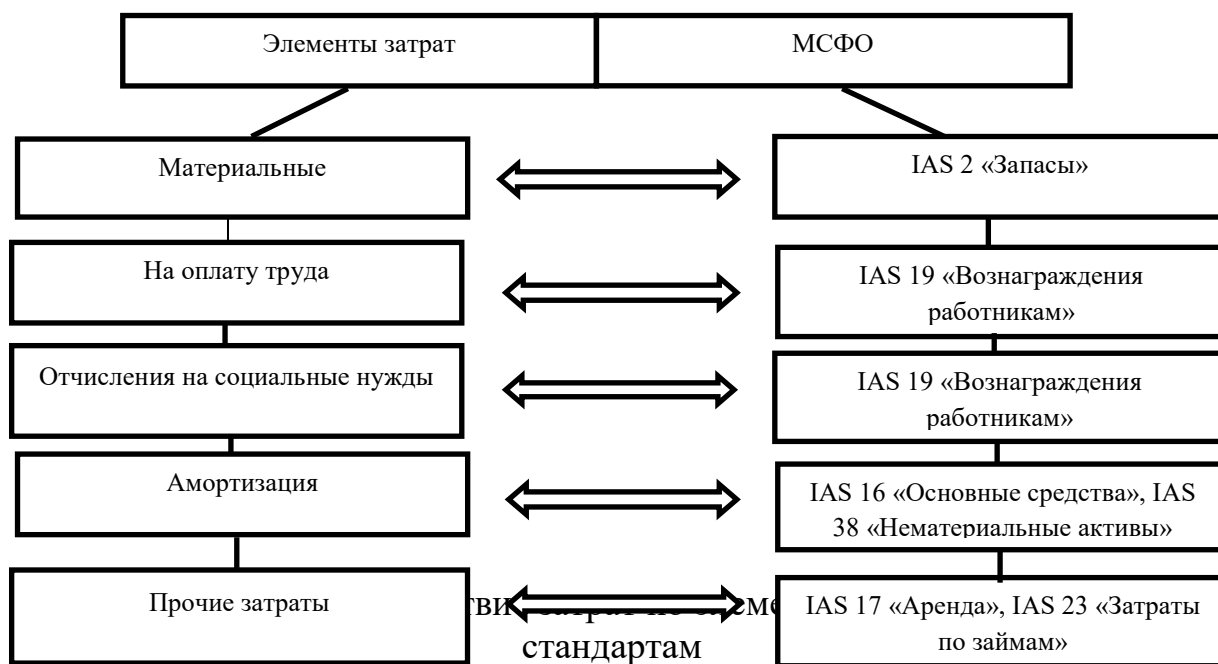 Элементы затрат
МСФО
Материальные
IAS 2 «Запасы»
На оплату труда
IAS 19 «Вознаграждения
работникам»
Отчисления на социальные нужды
IAS 19 «Вознаграждения
работникам»
Амортизация
IAS 16 «Основные средства», IAS
38 «Нематериальные активы»
Прочие затраты
IAS 17 «Аренда», IAS 23 «Затраты
по займам»
затрат по
стандартам